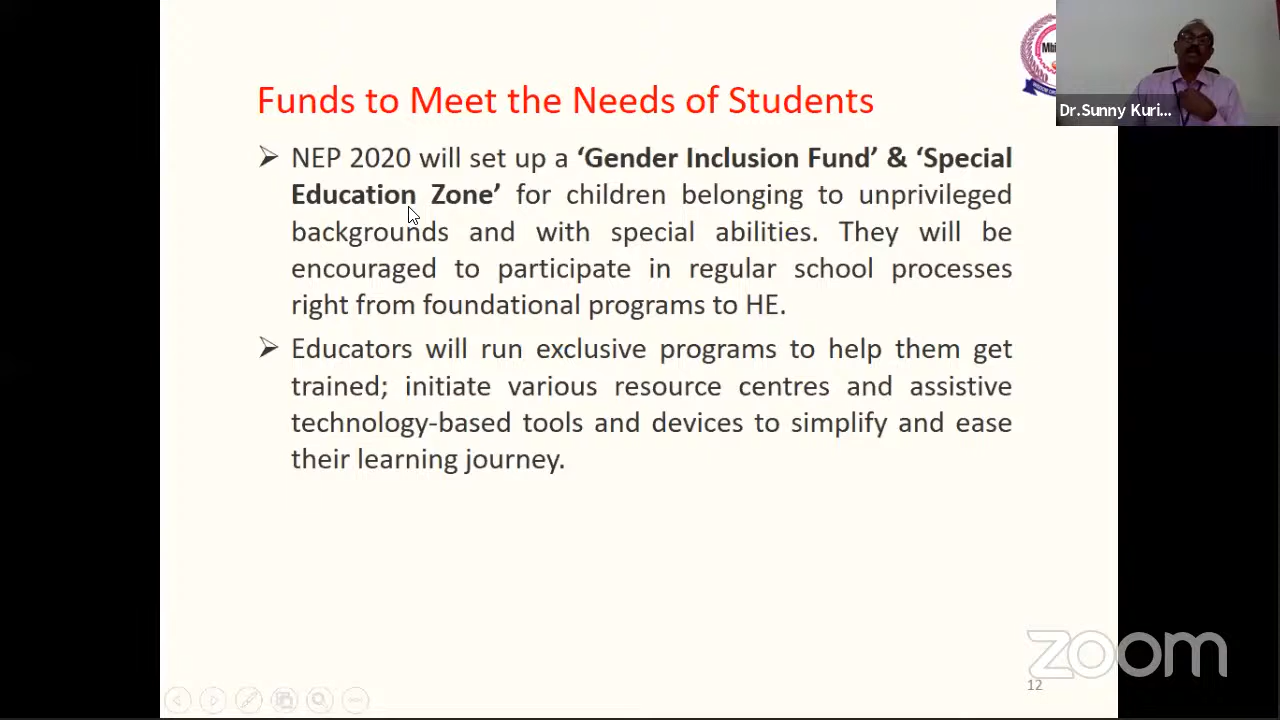 Funds to Meet the Needs of Students
➢ NEP 2020 will set up a ‘Gender Inclusion Fund’ & ‘Special
Education Zone’ for children belonging to unprivileged
backgrounds and with special abilities. They will be
encouraged to participate in regular school processes
right from foundational programs to HE.
➢ Educators will run exclusive programs to help them get
trained; initiate various resource centres and assistive
technology-based tools and devices to simplify and ease
their learning journey.
Dr.Sunny Kuri...
zoom
12